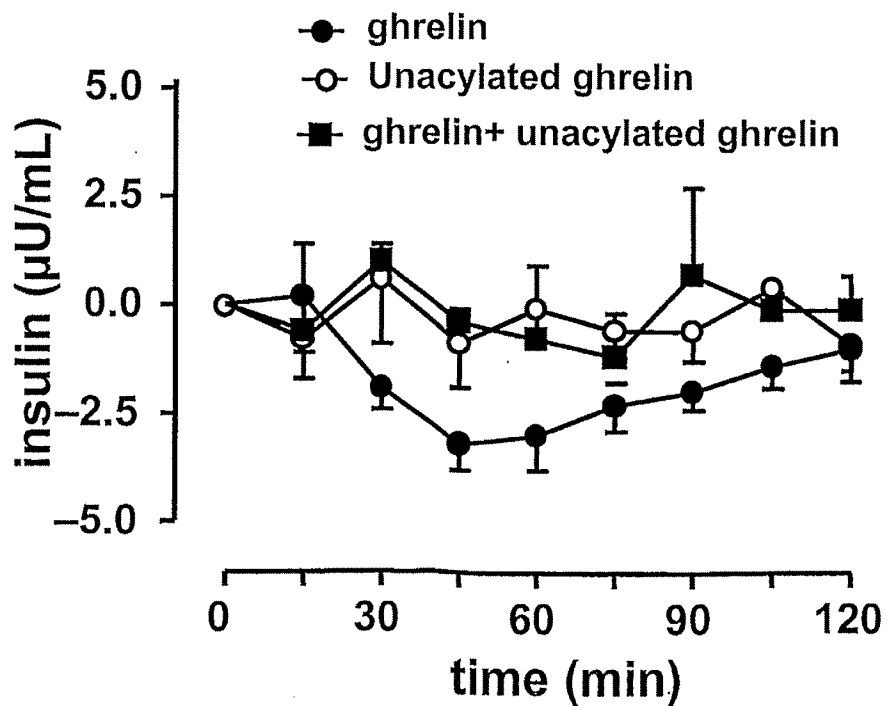 ghrelin
Unacylated ghrelin
ghrelin+ unacylated ghrelin
insulin (µU/mL)
5.0
2.5
0.0
–2.5
–5.0
0 30 60 90 120
time (min)